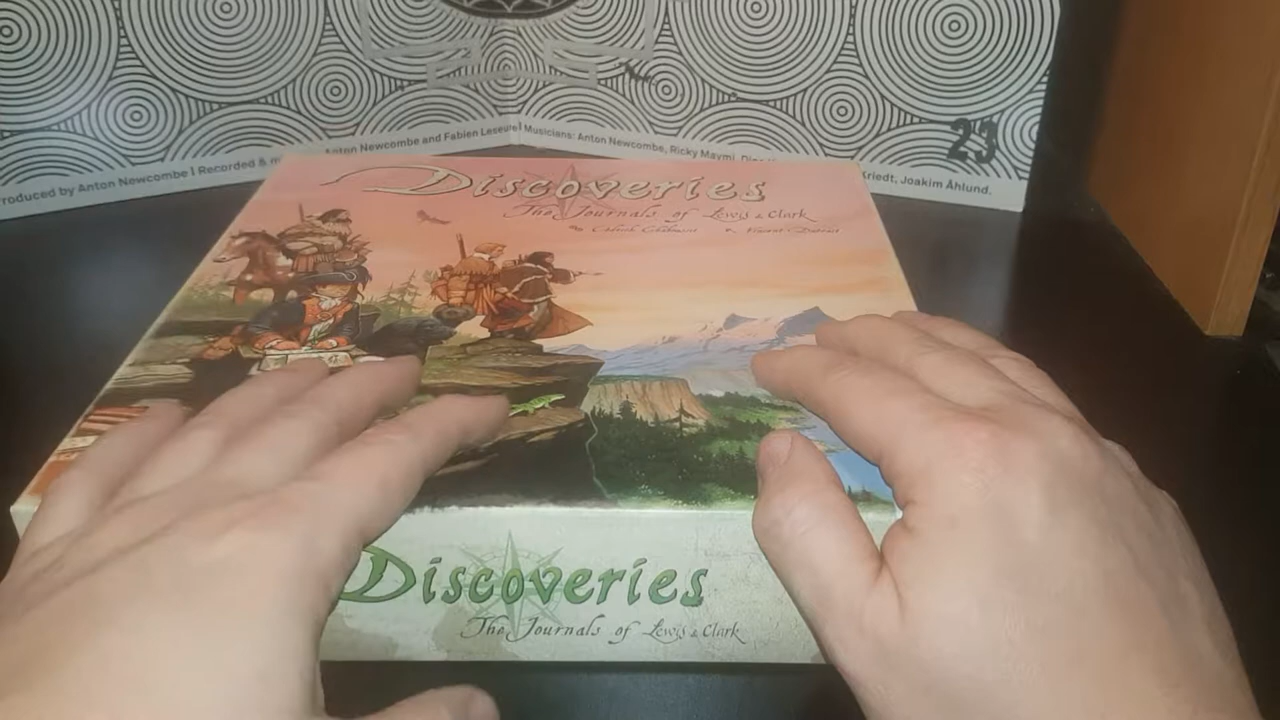 roduced by Anton Newcombe | Recorded & m
Anton Newcombe and Fabien Leseure | Musicians: Anton Newcombe, Ricky Maymi,
Kriedt, Joakim Åhlund.
23
Discoveries
The Journals of Lewis & Clark
Discoveries
The Journals of Lewis & Clark